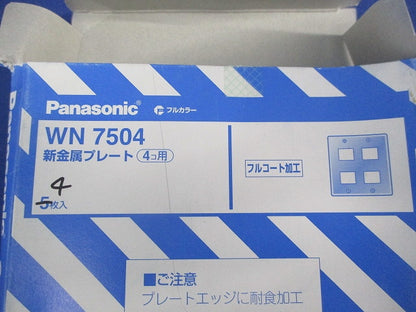 Panasonic フルカラー
WN 7504
新金属プレート 4コ用
フルコート加工
4
5枚入
■ご注意
プレートエッジに耐食加工